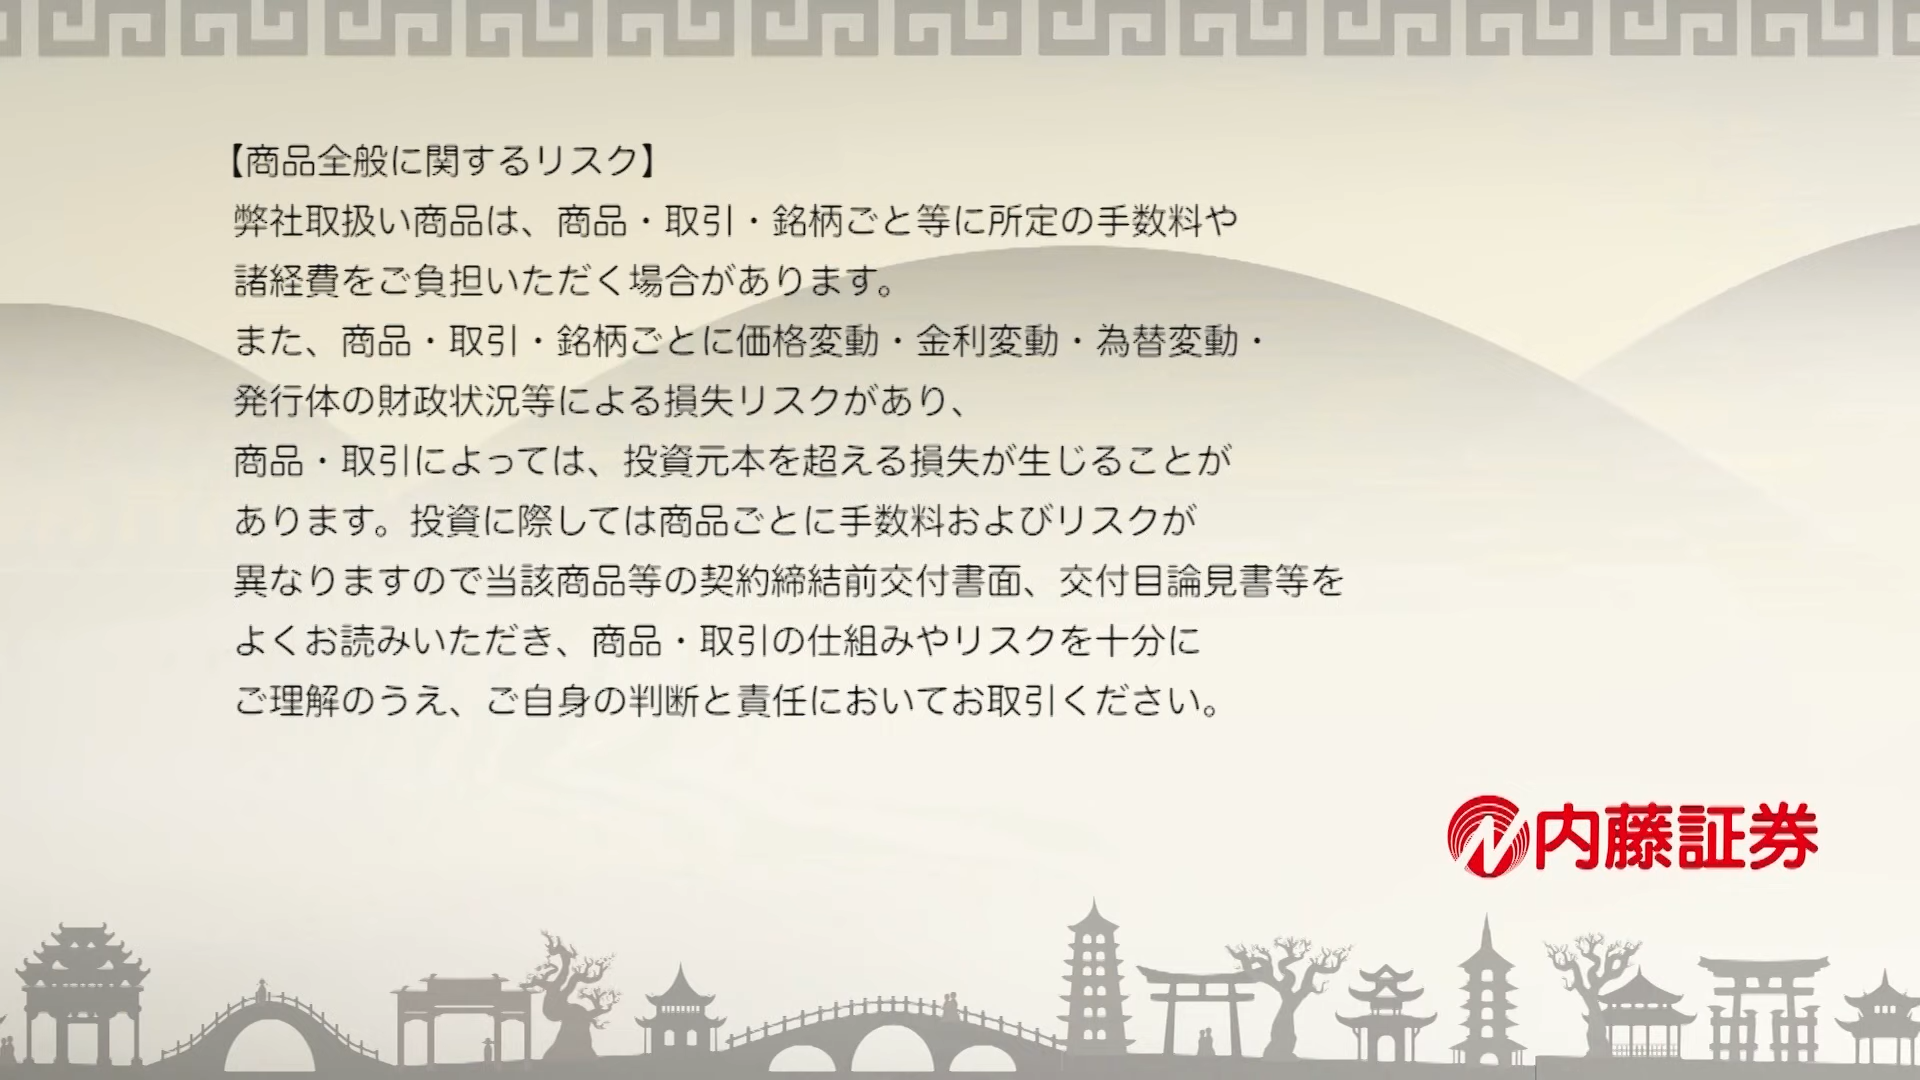 【商品全般に関するリスク】
弊社取扱い商品は、商品・取引・銘柄ごと等に所定の手数料や
諸経費をご負担いただく場合があります。
また、商品・取引・銘柄ごとに価格変動・金利変動・為替変動・
発行体の財政状況等による損失リスクがあり、
商品・取引によっては、投資元本を超える損失が生じることが
あります。投資に際しては商品ごとに手数料およびリスクが
異なりますので当該商品等の契約締結前交付書面、交付目論見書等を
よくお読みいただき、商品・取引の仕組みやリスクを十分に
ご理解のうえ、ご自身の判断と責任においてお取引ください。
内藤証券